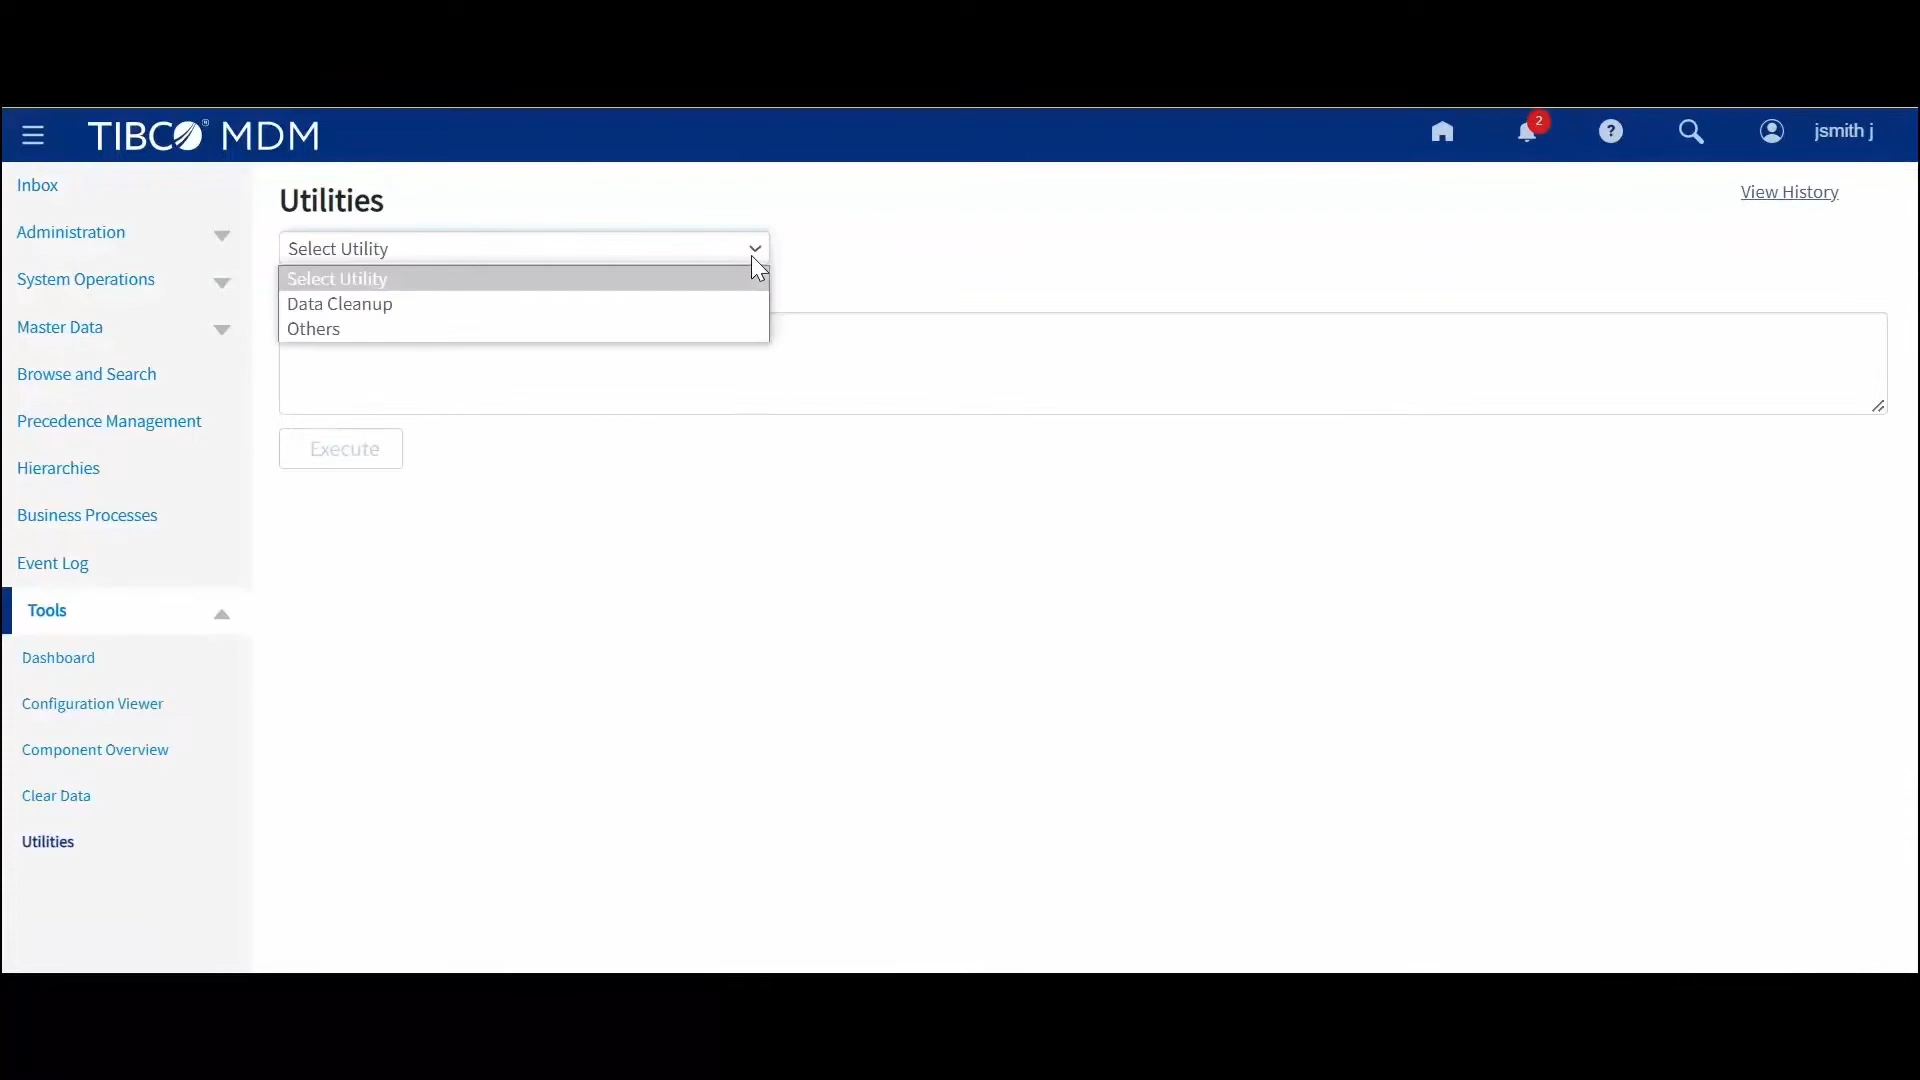 TIBCO® MDM
2
?
jsmith j
Inbox
Administration
System Operations
Master Data
Browse and Search
Precedence Management
Hierarchies
Business Processes
Event Log
Tools
Dashboard
Configuration Viewer
Component Overview
Clear Data
Utilities
Utilities
View History
Select Utility
Select Utility
Data Cleanup
Others
Execute